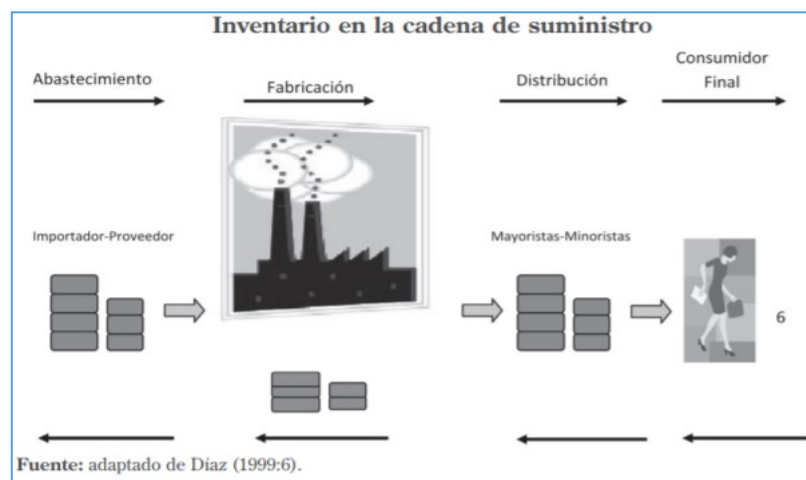 Inventario en la cadena de suministro
Abastecimiento
Fabricación
Distribución
Consumidor
Final
Importador-Proveedor
Mayoristas-Minoristas
6
Fuente: adaptado de Díaz (1999:6).